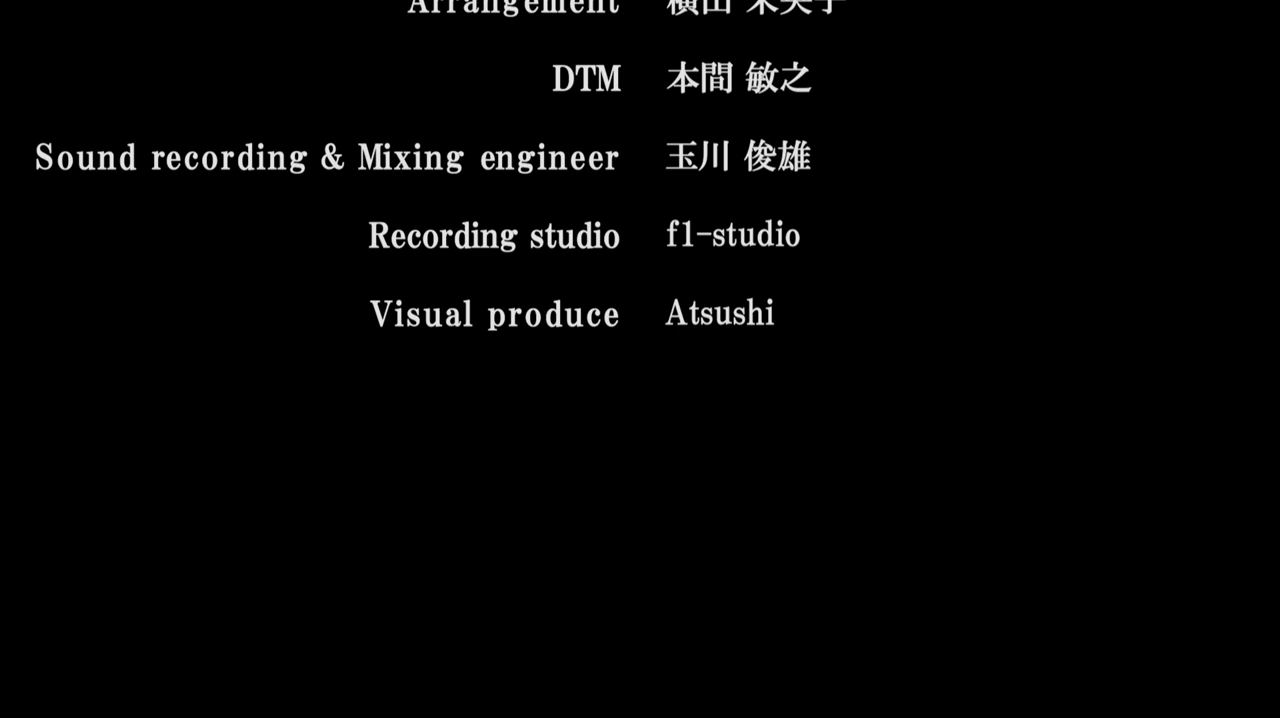 Arrangement
DTM 本間 敏之
Sound recording & Mixing engineer 玉川 俊雄
Recording studio f1-studio
Visual produce Atsushi